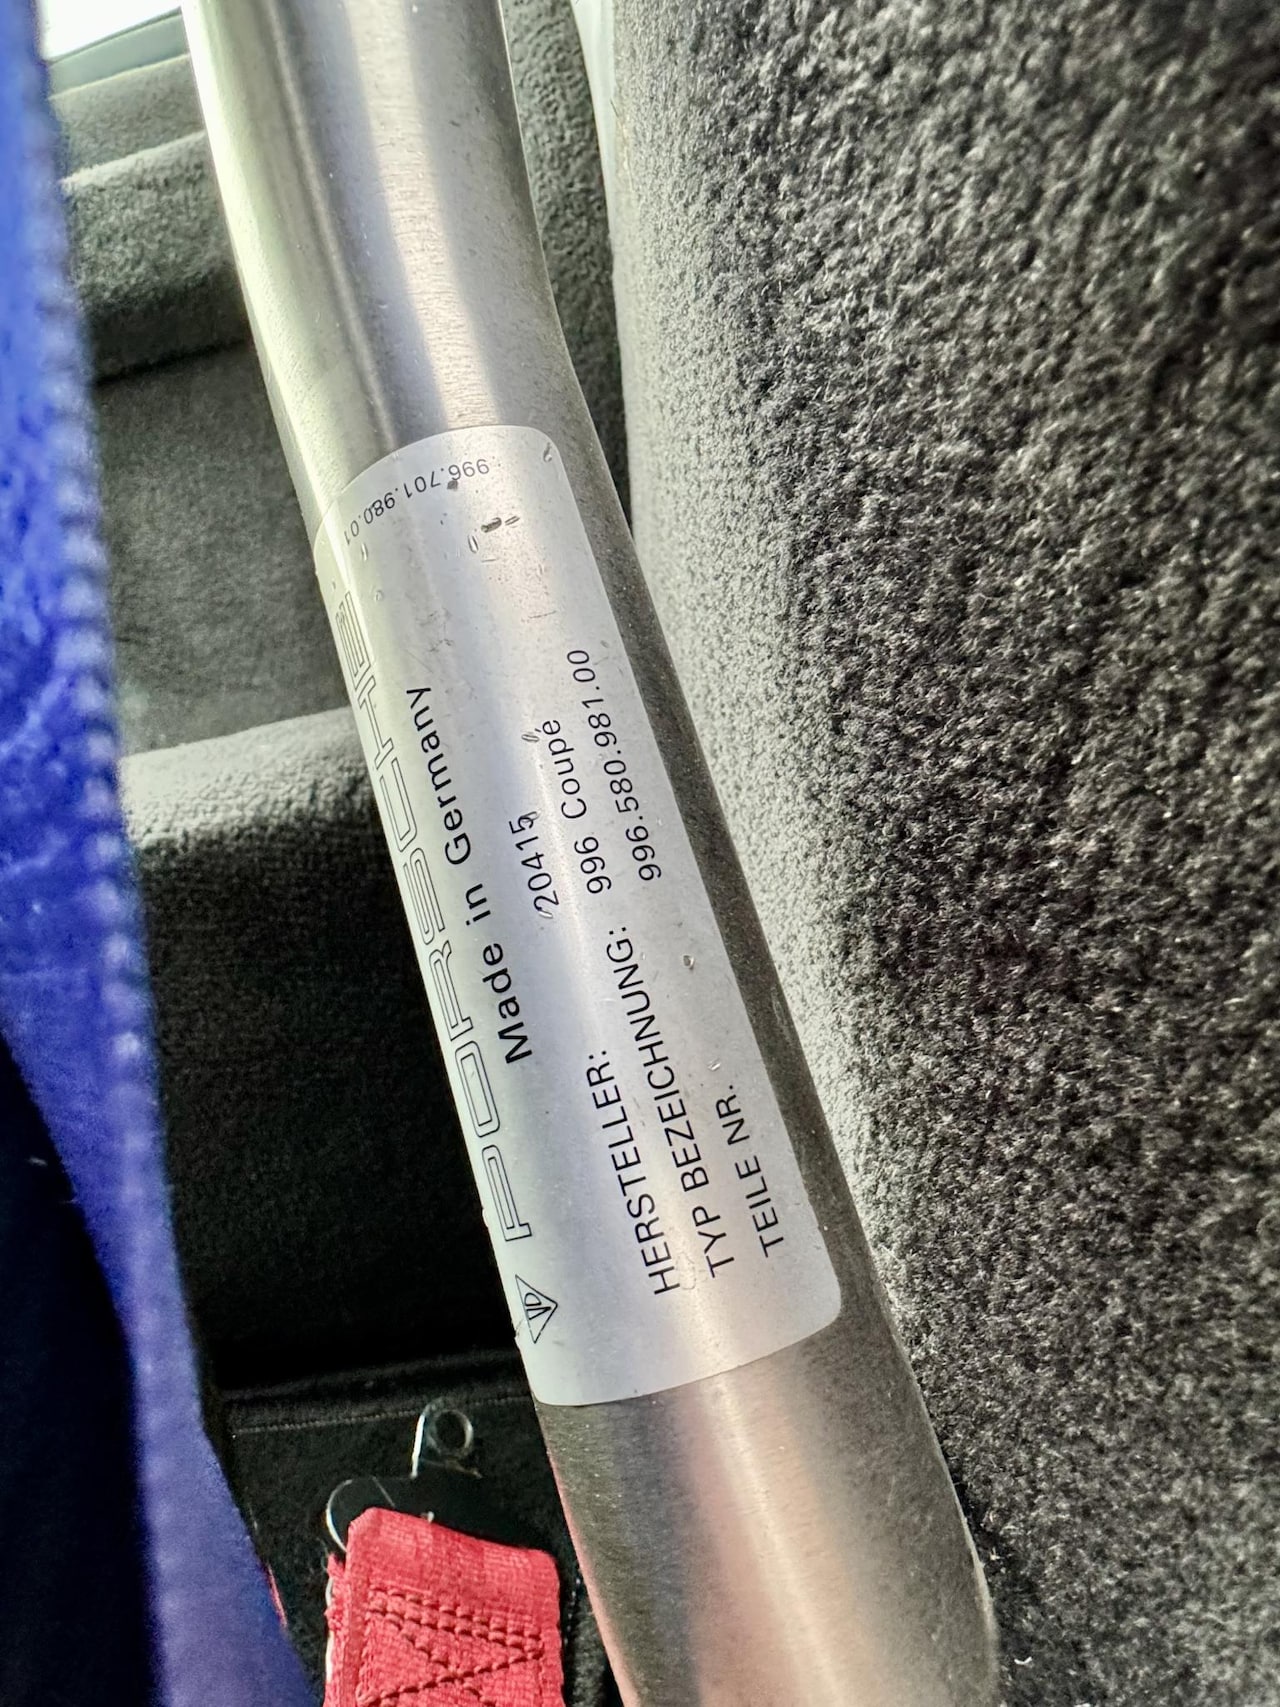 996.701.980.01
PORSCHE
Made in Germany
HERSTELLER: 20415
TYP BEZEICHNUNG: 996 Coupé
TEILE NR. 996.580.981.00